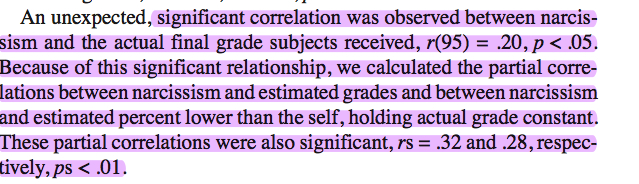 An unexpected, significant correlation was observed between narcis-
sism and the actual final grade subjects received, r(95) = .20, p < .05.
Because of this significant relationship, we calculated the partial corre-
lations between narcissism and estimated grades and between narcissism
and estimated percent lower than the self, holding actual grade constant.
These partial correlations were also significant, rs = .32 and .28, respec-
tively, ps < .01.